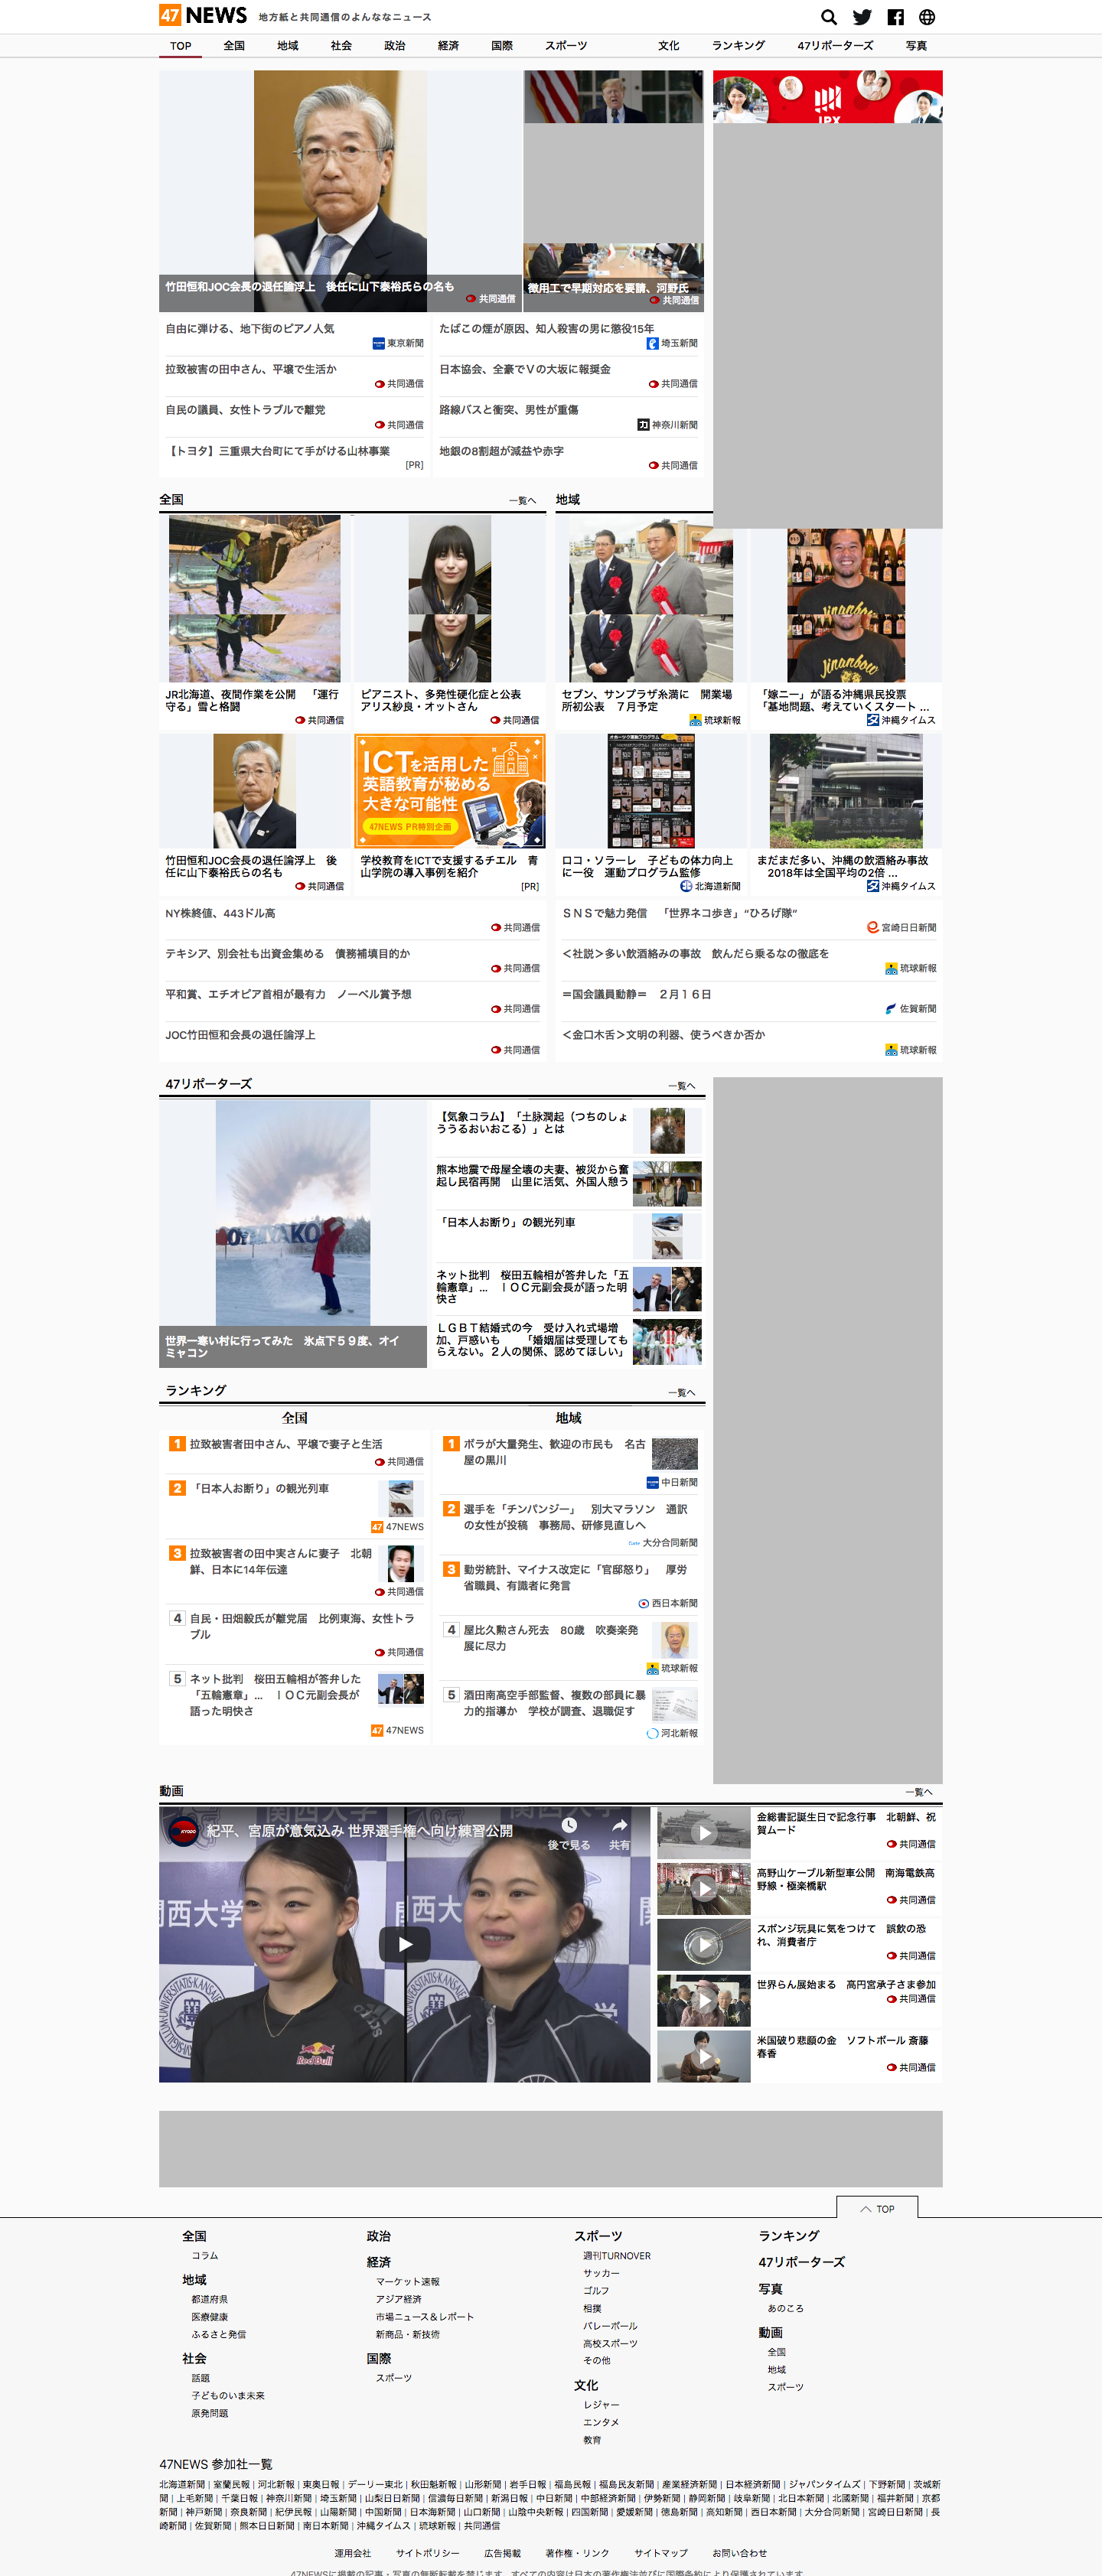 47 NEWS 地方紙と共同通信のよんななニュース
TOP 全国 地域 社会 政治 経済 国際 スポーツ 文化 ランキング 47リポーターズ 写真
竹田恒和JOC会長の退任論浮上　後任に山下泰裕氏らの名も
共同通信
徴用工で早期対応を要請、河野氏
共同通信
自由に弾ける、地下街のピアノ人気
東京新聞
拉致被害の田中さん、平壌で生活か
共同通信
自民の議員、女性トラブルで離党
共同通信
【トヨタ】三重県大台町にて手がける山林事業
[PR]
たばこの煙が原因、知人殺害の男に懲役15年
埼玉新聞
日本協会、全豪でＶの大坂に報奨金
共同通信
路線バスと衝突、男性が重傷
神奈川新聞
地銀の8割超が減益や赤字
共同通信
全国 一覧へ
JR北海道、夜間作業を公開　「運行
守る」雪と格闘
共同通信
ピアニスト、多発性硬化症と公表
アリス紗良・オットさん
共同通信
竹田恒和JOC会長の退任論浮上　後
任に山下泰裕氏らの名も
共同通信
ICTを活用した
英語教育が秘める
大きな可能性
47NEWS PR特別企画
学校教育をICTで支援するチエル　青
山学院の導入事例を紹介
[PR]
NY株終値、443ドル高
共同通信
テキシア、別会社も出資金集める　債務補填目的か
共同通信
平和賞、エチオピア首相が最有力　ノーベル賞予想
共同通信
JOC竹田恒和会長の退任論浮上
共同通信
地域
セブン、サンプラザ糸満に　開業場
所初公表　７月予定
琉球新報
「嫁ニー」が語る沖縄県民投票
「基地問題、考えていくスタート ...
沖縄タイムス
ロコ・ソラーレ　子どもの体力向上
に一役　運動プログラム監修
北海道新聞
まだまだ多い、沖縄の飲酒絡み事故
　2018年は全国平均の2倍 ...
沖縄タイムス
ＳＮＳで魅力発信　「世界ネコ歩き」“ひろげ隊”
宮崎日日新聞
＜社説＞多い飲酒絡みの事故　飲んだら乗るなの徹底を
琉球新報
＝国会議員動静＝　２月１６日
佐賀新聞
＜金口木舌＞文明の利器、使うべきか否か
琉球新報
47リポーターズ 一覧へ
世界一寒い村に行ってみた　氷点下５９度、オイ
ミャコン
【気象コラム】「土脉潤起（つちのしょ
ううるおいおこる）」とは
熊本地震で母屋全壊の夫妻、被災から奮
起し民宿再開　山里に活気、外国人憩う
「日本人お断り」の観光列車
ネット批判　桜田五輪相が答弁した「五
輪憲章」...　ＩＯＣ元副会長が語った明
快さ
ＬＧＢＴ結婚式の今　受け入れ式場増
加、戸惑いも　「婚姻届は受理しても
らえない。２人の関係、認めてほしい」
ランキング 一覧へ
全国
1 拉致被害者田中さん、平壌で妻子と生活
共同通信
2 「日本人お断り」の観光列車
47 47NEWS
3 拉致被害者の田中実さんに妻子　北朝
鮮、日本に14年伝達
共同通信
4 自民・田畑毅氏が離党届　比例東海、女性トラ
ブル
共同通信
5 ネット批判　桜田五輪相が答弁した
「五輪憲章」...　ＩＯＣ元副会長が
語った明快さ
47 47NEWS
地域
1 ボラが大量発生、歓迎の市民も　名古
屋の黒川
中日新聞
2 選手を「チンパンジー」　別大マラソン　通訳
の女性が投稿　事務局、研修見直しへ
大分合同新聞
3 勤労統計、マイナス改定に「官邸怒り」　厚労
省職員、有識者に発言
西日本新聞
4 屋比久勲さん死去　80歳　吹奏楽発
展に尽力
琉球新報
5 酒田南高空手部監督、複数の部員に暴
力的指導か　学校が調査、退職促す
河北新報
動画 一覧へ
KYODO 紀平、宮原が意気込み 世界選手権へ向け練習公開
後で見る 共有
Red Bull
金総書記誕生日で記念行事　北朝鮮、祝
賀ムード
共同通信
高野山ケーブル新型車公開　南海電鉄高
野線・極楽橋駅
共同通信
スポンジ玩具に気をつけて　誤飲の恐
れ、消費者庁
共同通信
世界らん展始まる　高円宮承子さま参加
共同通信
米国破り悲願の金　ソフトボール 斎藤
春香
共同通信
TOP
全国
コラム
地域
都道府県
医療健康
ふるさと発信
社会
話題
子どものいま未来
原発問題
政治
経済
マーケット速報
アジア経済
市場ニュース＆レポート
新商品・新技術
国際
スポーツ
スポーツ
週刊TURNOVER
サッカー
ゴルフ
相撲
バレーボール
高校スポーツ
その他
文化
レジャー
エンタメ
教育
ランキング
47リポーターズ
写真
あのころ
動画
全国
地域
スポーツ
47NEWS 参加社一覧
北海道新聞 | 室蘭民報 | 河北新報 | 東奥日報 | デーリー東北 | 秋田魁新報 | 山形新聞 | 岩手日報 | 福島民報 | 福島民友新聞 | 産業経済新聞 | 日本経済新聞 | ジャパンタイムズ | 下野新聞 | 茨城新
聞 | 上毛新聞 | 千葉日報 | 神奈川新聞 | 埼玉新聞 | 山梨日日新聞 | 信濃毎日新聞 | 新潟日報 | 中日新聞 | 中部経済新聞 | 伊勢新聞 | 静岡新聞 | 岐阜新聞 | 北日本新聞 | 北國新聞 | 福井新聞 | 京都
新聞 | 神戸新聞 | 奈良新聞 | 紀伊民報 | 山陽新聞 | 中国新聞 | 日本海新聞 | 山口新聞 | 山陰中央新報 | 四国新聞 | 愛媛新聞 | 徳島新聞 | 高知新聞 | 西日本新聞 | 大分合同新聞 | 宮崎日日新聞 | 長
崎新聞 | 佐賀新聞 | 熊本日日新聞 | 南日本新聞 | 沖縄タイムス | 琉球新報 | 共同通信
運用会社 サイトポリシー 広告掲載 著作権・リンク サイトマップ お問い合わせ
47NEWSに掲載の記事・写真の無断転載を禁じます。すべての内容は日本の著作権法並びに国際条約により保護されています。